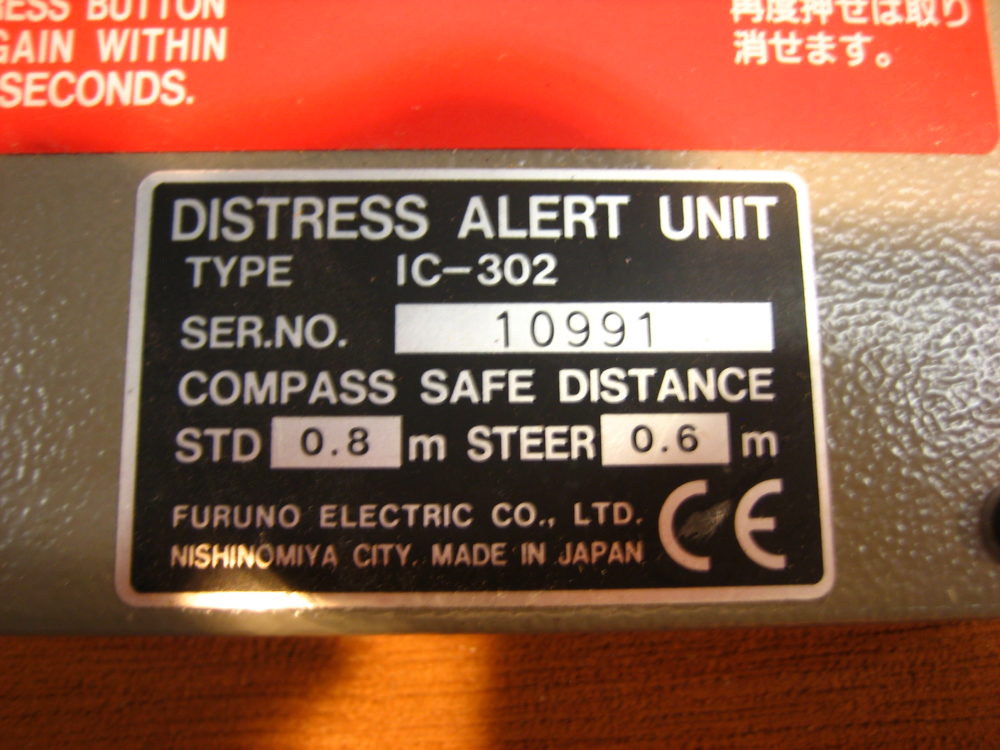 BUTTON
WITHIN
SECONDS.
再度押せば取り
消せます。
DISTRESS ALERT UNIT
TYPE IC-302
SER.NO. 10991
COMPASS SAFE DISTANCE
STD 0.8 m STEER 0.6 m
FURUNO ELECTRIC CO., LTD.
NISHINOMIYA CITY. MADE IN JAPAN
CE